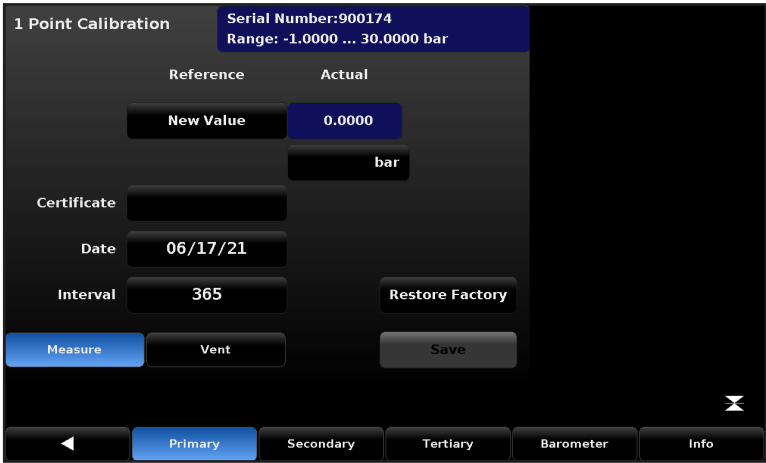 1 Point Calibration
Serial Number:900174
Range: -1.0000 ... 30.0000 bar
Reference Actual
New Value 0.0000
bar
Certificate
Date 06/17/21
Interval 365 Restore Factory
Measure Vent Save
Primary Secondary Tertiary Barometer Info